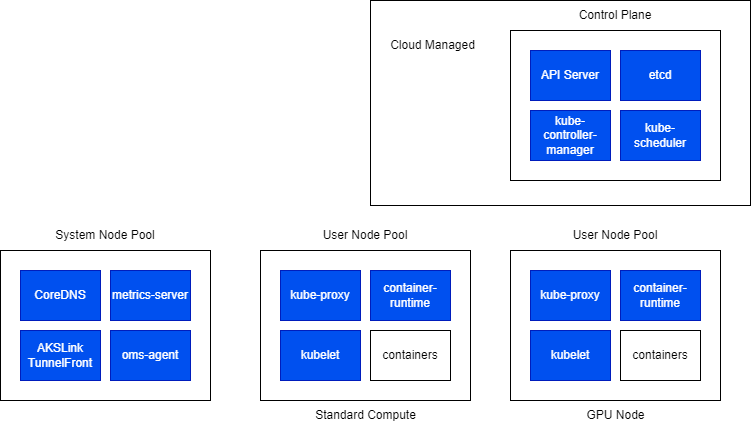 Control Plane
Cloud Managed
API Server
etcd
kube-
controller-
manager
kube-
scheduler
System Node Pool
User Node Pool
User Node Pool
CoreDNS
metrics-server
AKSLink
TunnelFront
oms-agent
kube-proxy
container-
runtime
kubelet
containers
kube-proxy
container-
runtime
kubelet
containers
Standard Compute
GPU Node